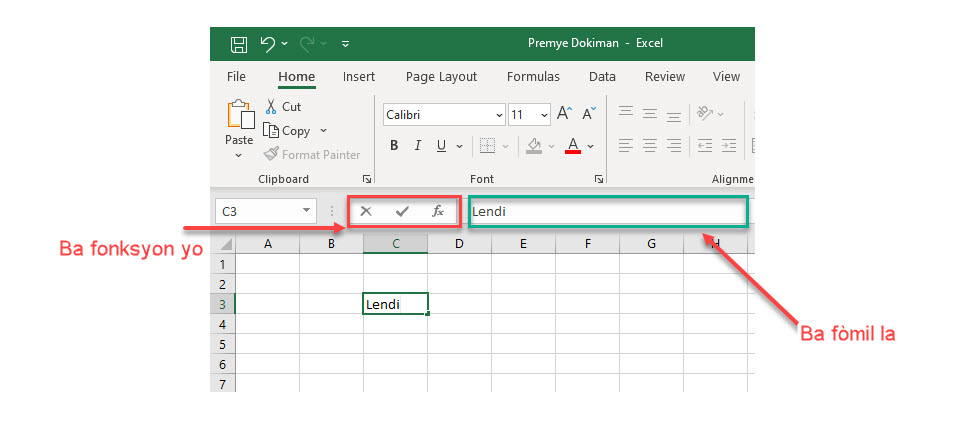 Premye Dokiman - Excel
File Home Insert Page Layout Formulas Data Review View
Cut
Copy
Format Painter
Paste
Calibri 11 A A
B I U A ab
Clipboard Font Alignme
C3 fx Lendi
A B C D E F G H
Ba fonksyon yo
1
2
3 Lendi
4
Ba fòmil la
5
6
7